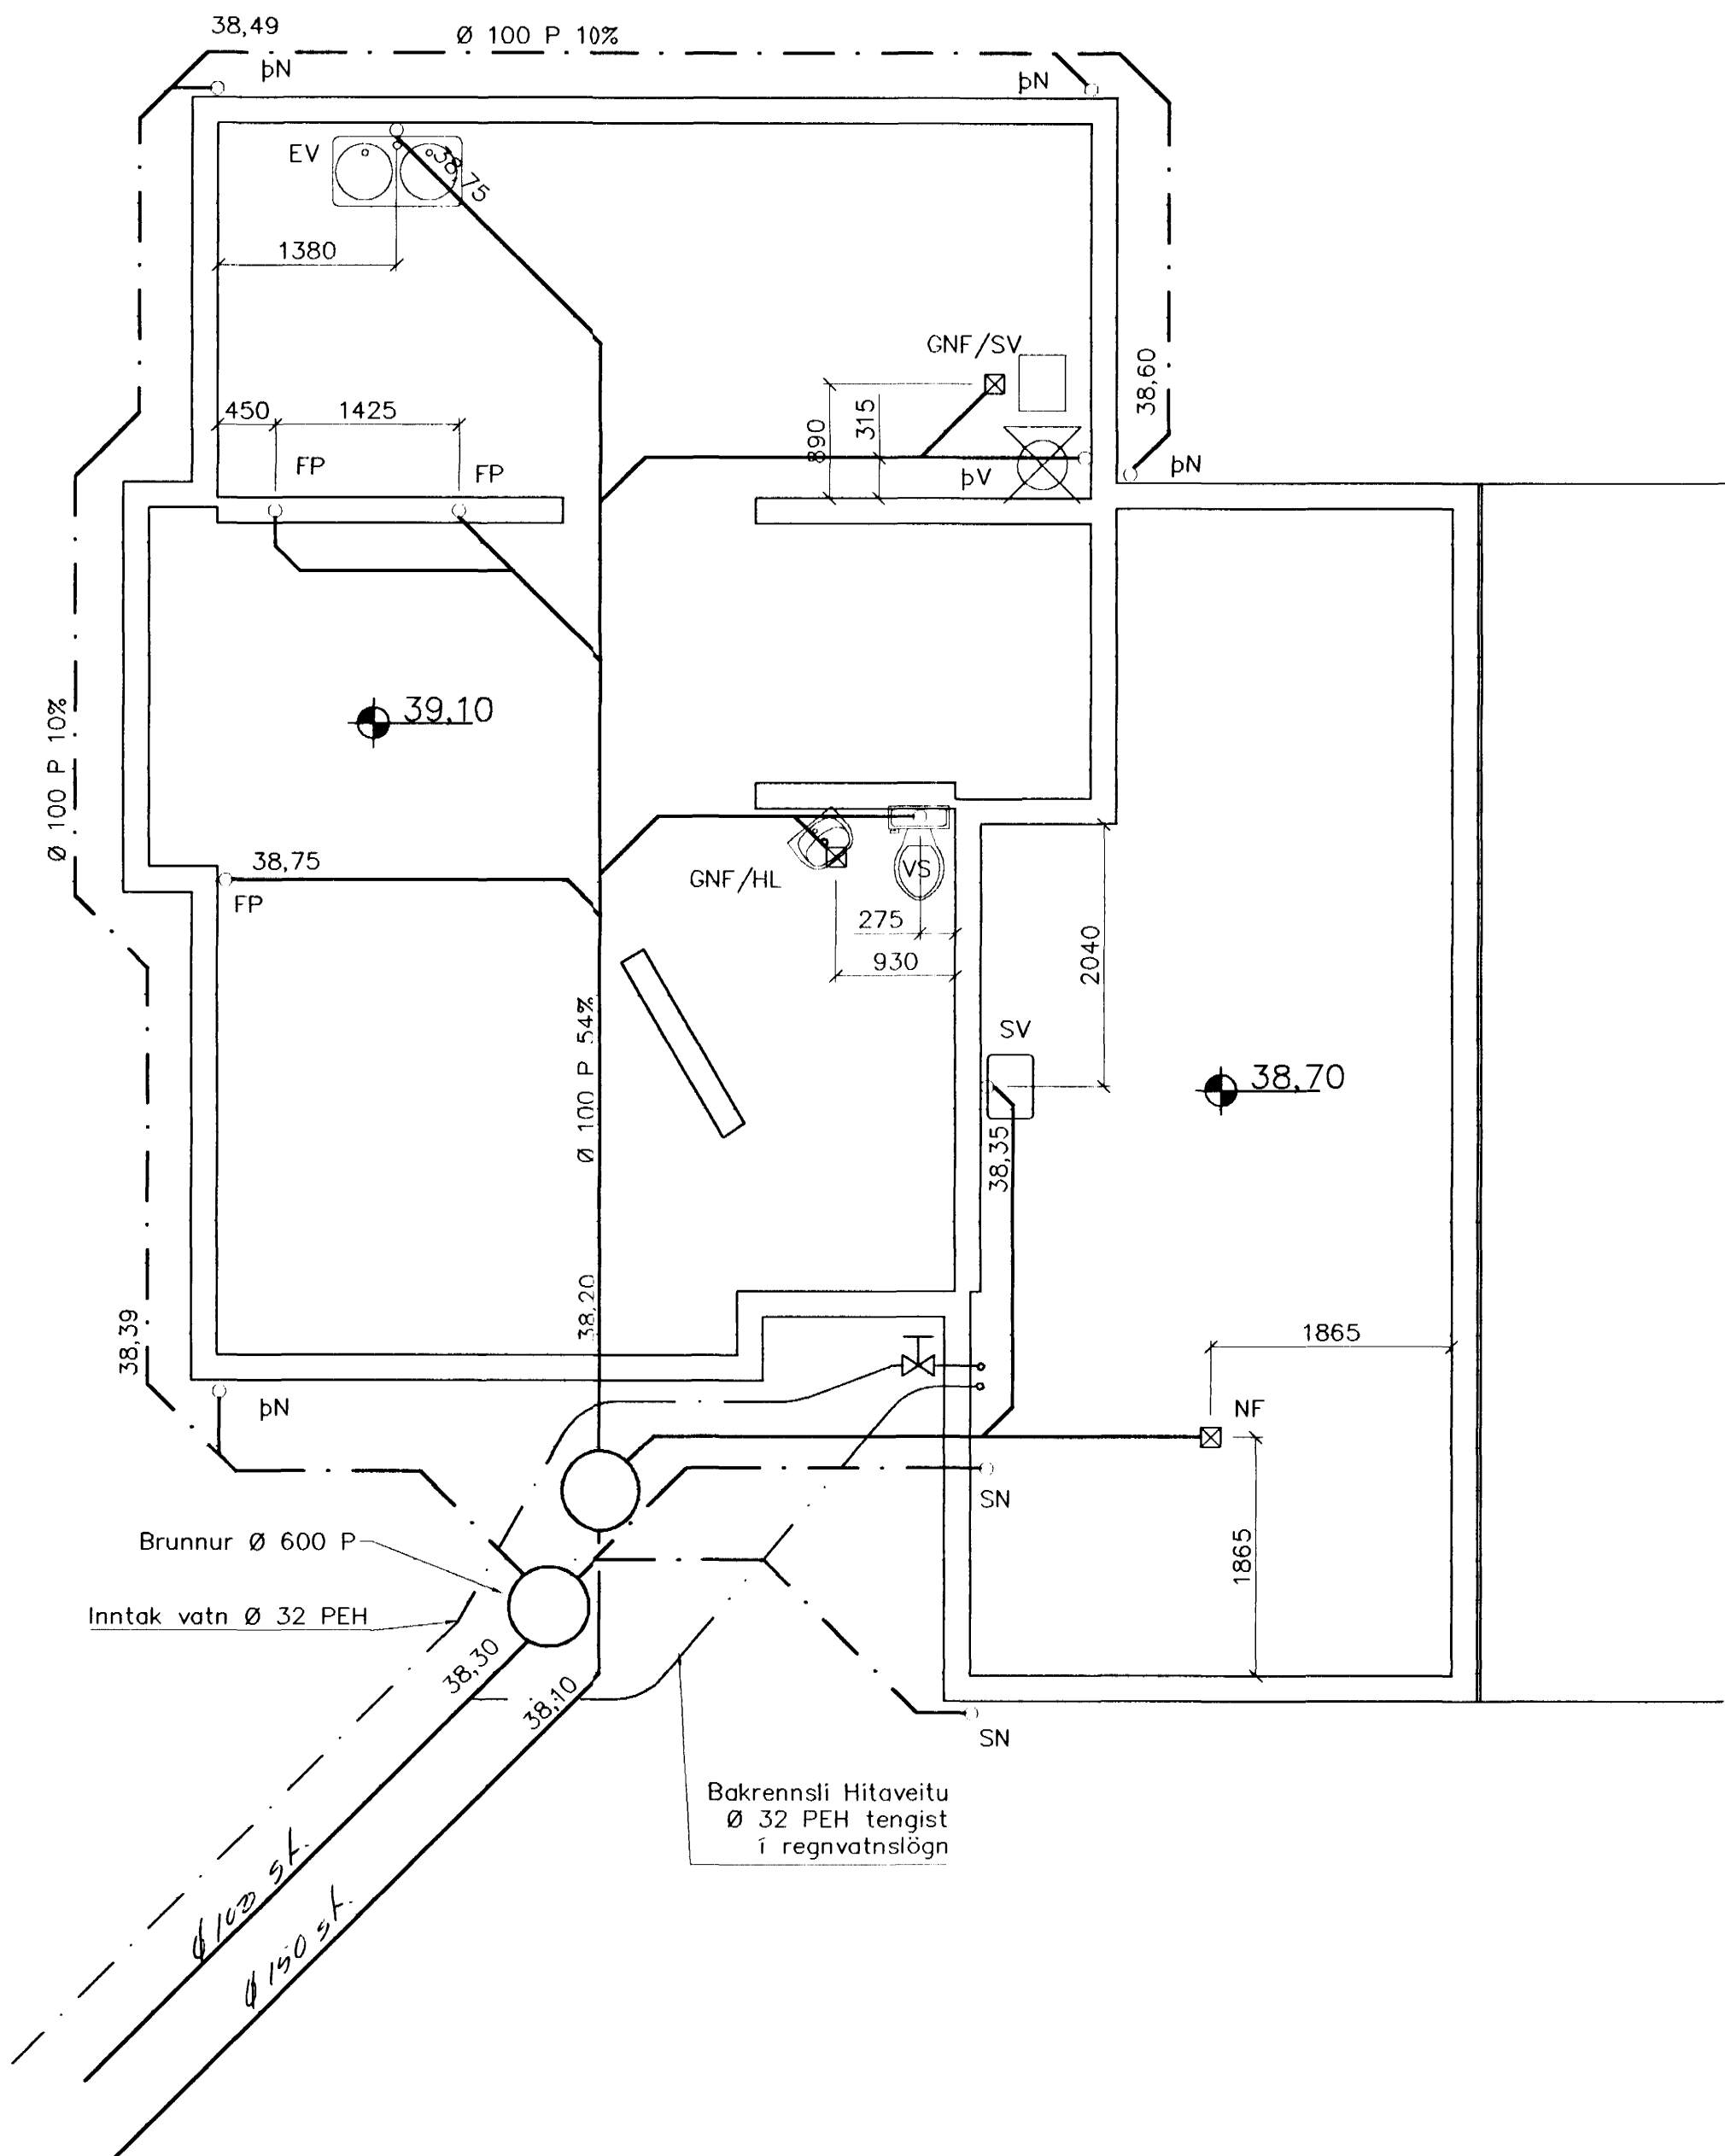 38,49
Ø 100 P 10%
þN
þN
EV
38,75
1380
GNF/SV
38,60
890
315
450
1425
FP
FP
þV
þN
39,10
Ø 100 P 10%
38,75
FP
GNF/HL
VS
275
930
2040
Ø 100 P 54%
SV
38,70
38,35
38,20
38,39
1865
þN
NF
SN
Brunnur Ø 600 P
1865
Inntak vatn Ø 32 PEH
38,30
38,10
SN
Bakrennsli Hitaveitu
Ø 32 PEH tengist
í regnvatnslögn
Ø 100 st.
Ø 150 st.